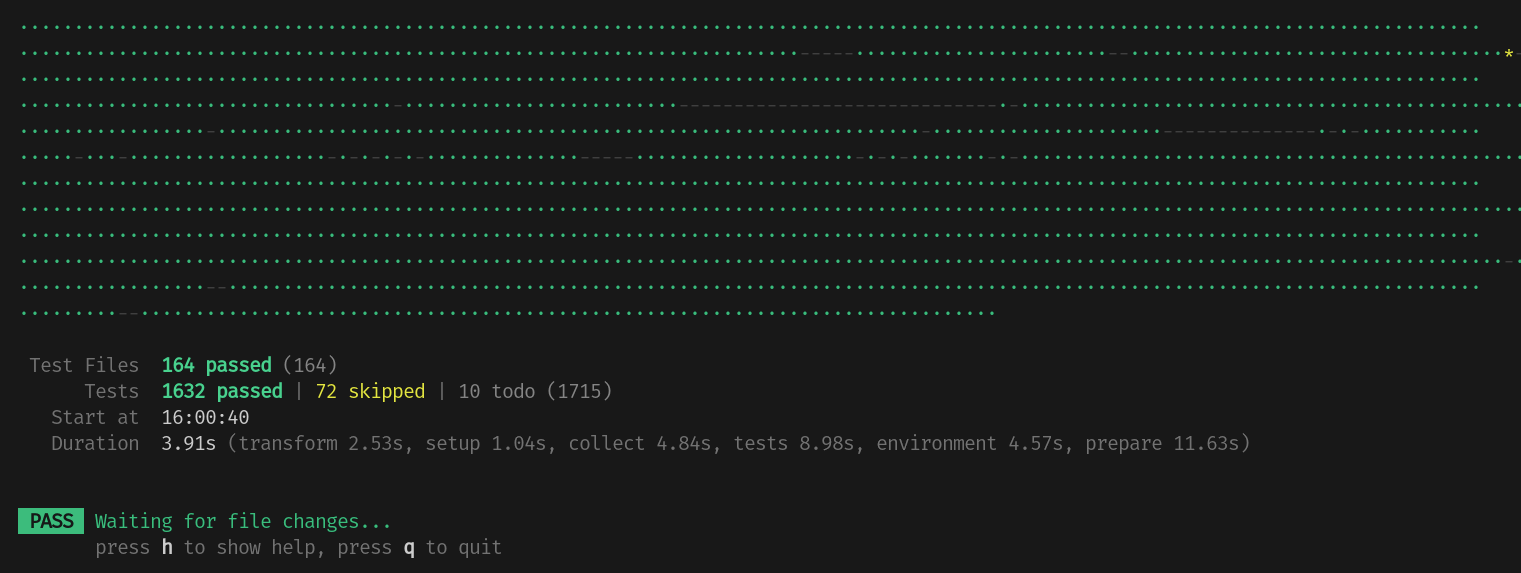 Test Files 164 passed (164)
Tests 1632 passed | 72 skipped | 10 todo (1715)
Start at 16:00:40
Duration 3.91s (transform 2.53s, setup 1.04s, collect 4.84s, tests 8.98s, environment 4.57s, prepare 11.63s)
PASS Waiting for file changes...
press h to show help, press q to quit